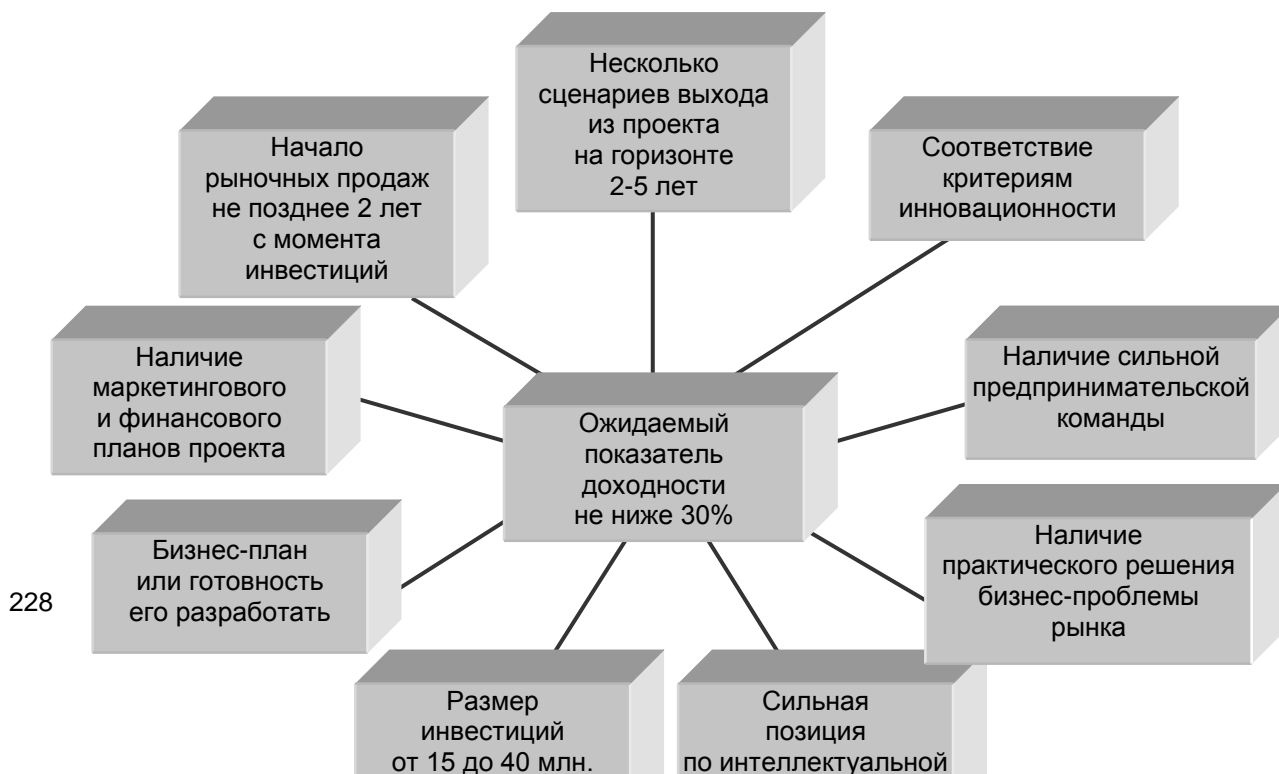 Несколько
сценариев выхода
из проекта
на горизонте
2-5 лет
Начало
рыночных продаж
не позднее 2 лет
с момента
инвестиций
Соответствие
критериям
инновационности
Наличие
маркетингового
и финансового
планов проекта
Наличие сильной
предпринимательской
команды
Ожидаемый
показатель
доходности
не ниже 30%
Бизнес-план
или готовность
его разработать
Наличие
практического решения
бизнес-проблемы
рынка
228
Размер
инвестиций
от 15 до 40 млн.
Сильная
позиция
по интеллектуальной